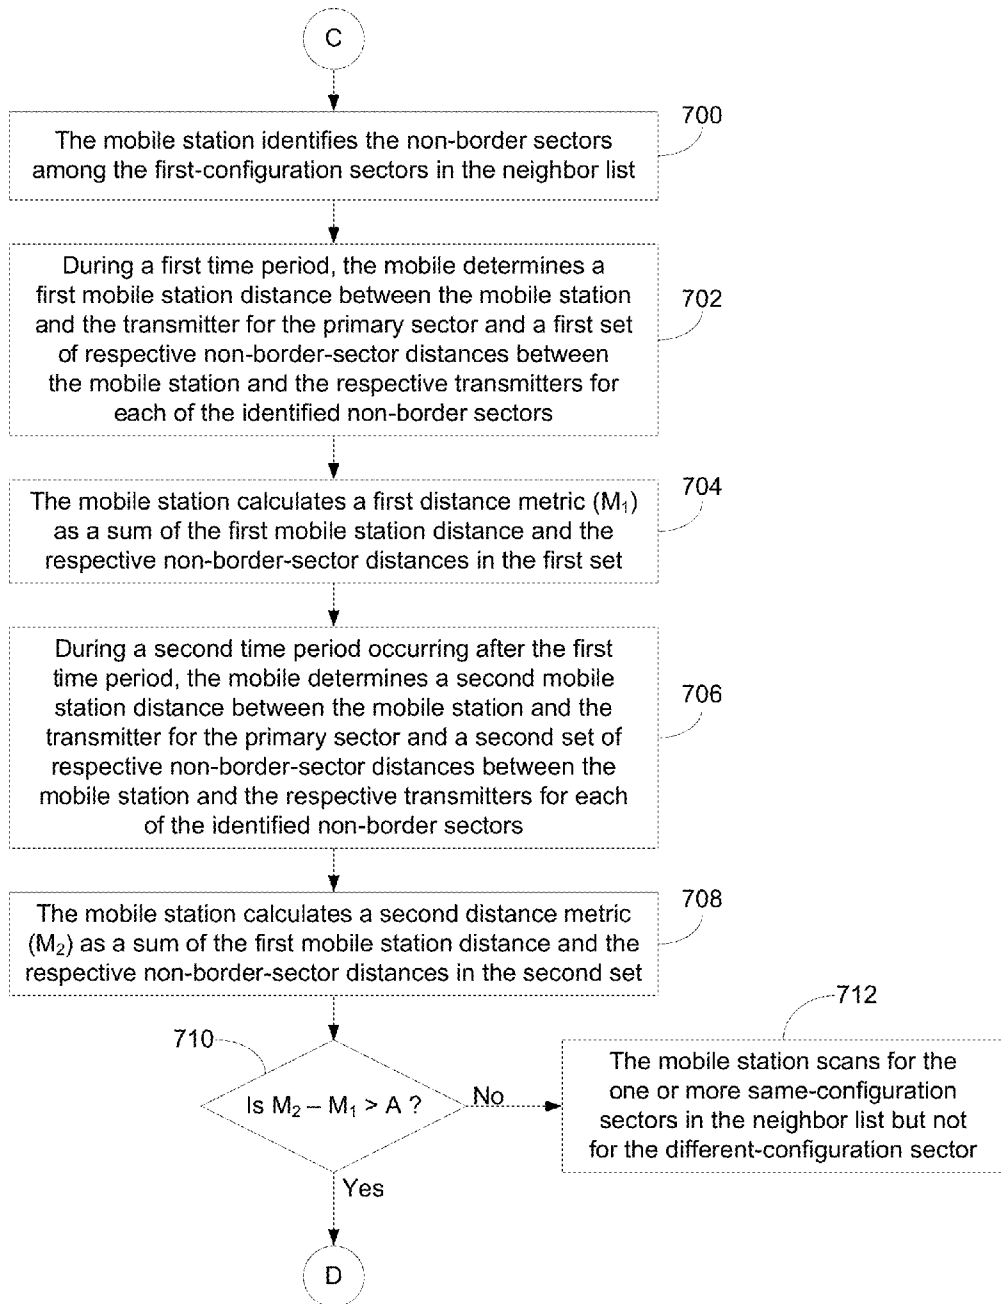 C
700
The mobile station identifies the non-border sectors
among the first-configuration sectors in the neighbor list
During a first time period, the mobile determines a
first mobile station distance between the mobile station
and the transmitter for the primary sector and a first set
of respective non-border-sector distances between
the mobile station and the respective transmitters for
each of the identified non-border sectors
702
The mobile station calculates a first distance metric (M₁)
as a sum of the first mobile station distance and the
respective non-border-sector distances in the first set
704
During a second time period occurring after the first
time period, the mobile determines a second mobile
station distance between the mobile station and the
transmitter for the primary sector and a second set of
respective non-border-sector distances between the
mobile station and the respective transmitters for each
of the identified non-border sectors
706
The mobile station calculates a second distance metric
(M₂) as a sum of the first mobile station distance and the
respective non-border-sector distances in the second set
708
710
Is M₂ – M₁ > A ?
No
712
The mobile station scans for the
one or more same-configuration
sectors in the neighbor list but not
for the different-configuration sector
Yes
D